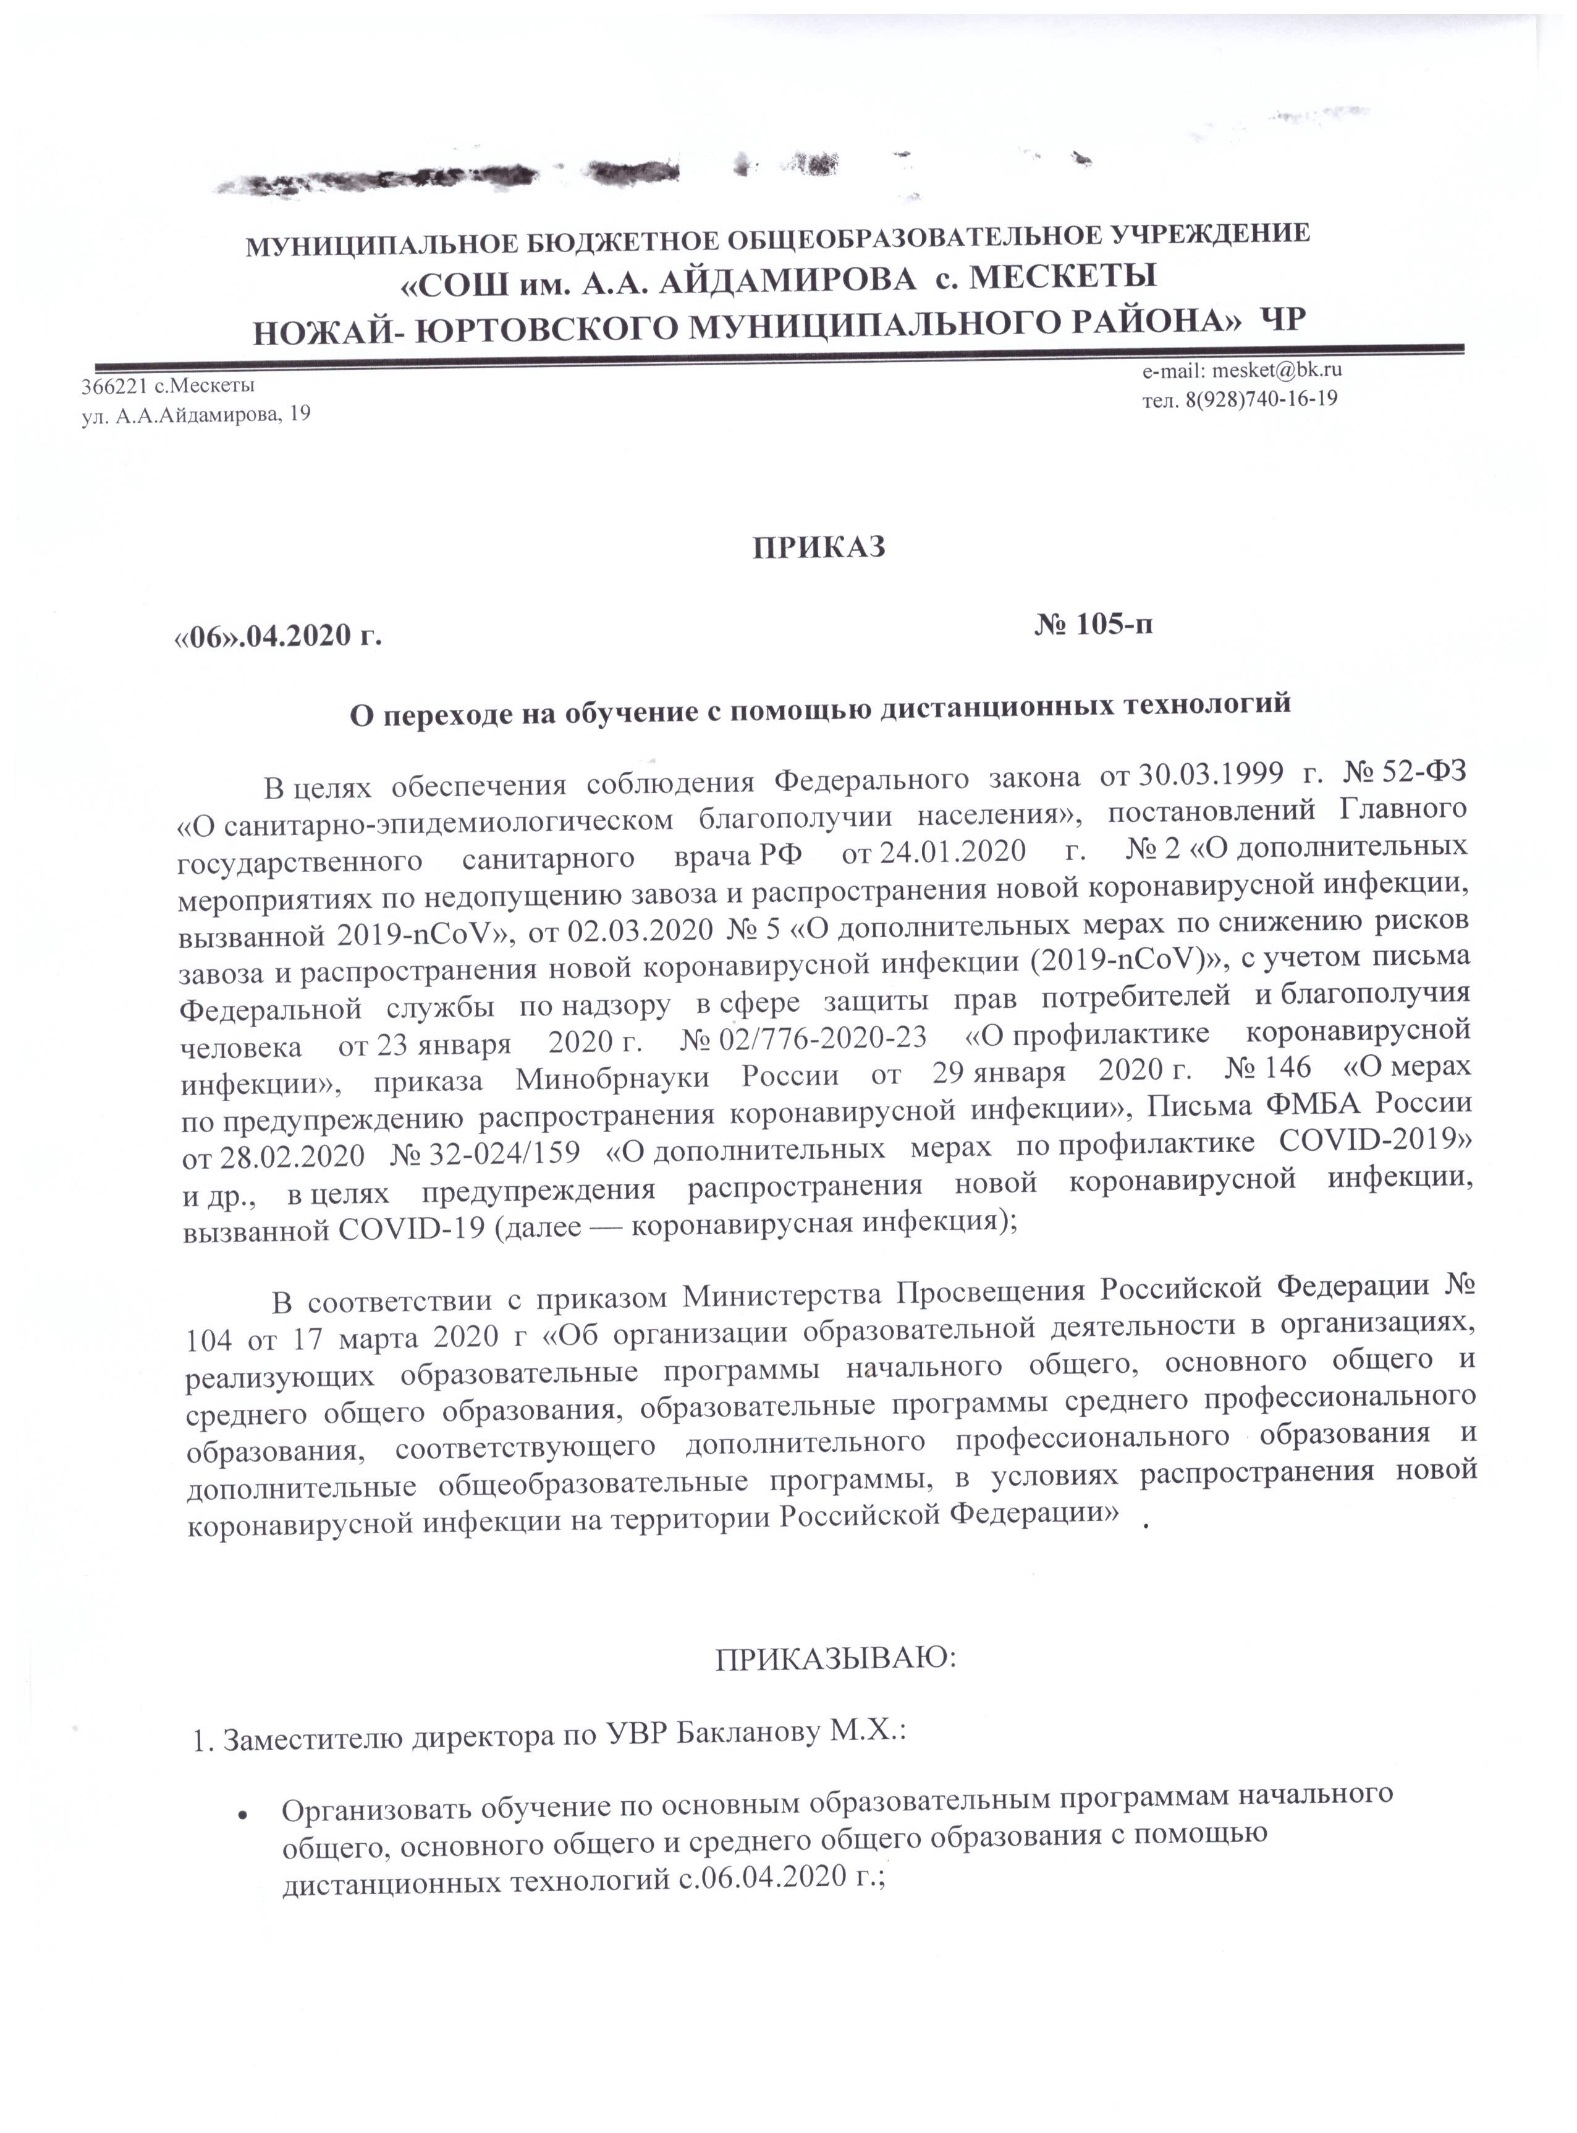 МУНИЦИПАЛЬНОЕ БЮДЖЕТНОЕ ОБЩЕОБРАЗОВАТЕЛЬНОЕ УЧРЕЖДЕНИЕ
«СОШ им. А.А. АЙДАМИРОВА с. МЕСКЕТЫ
НОЖАЙ- ЮРТОВСКОГО МУНИЦИПАЛЬНОГО РАЙОНА» ЧР
366221 с.Мескеты
ул. А.А.Айдамирова, 19
e-mail: mesket@bk.ru
тел. 8(928)740-16-19
ПРИКАЗ
«06».04.2020 г. № 105-п
О переходе на обучение с помощью дистанционных технологий
В целях обеспечения соблюдения Федерального закона от 30.03.1999 г. № 52-ФЗ
«О санитарно-эпидемиологическом благополучии населения», постановлений Главного
государственного санитарного врача РФ от 24.01.2020 г. № 2 «О дополнительных
мероприятиях по недопущению завоза и распространения новой коронавирусной инфекции,
вызванной 2019-nCoV», от 02.03.2020 № 5 «О дополнительных мерах по снижению рисков
завоза и распространения новой коронавирусной инфекции (2019-nCoV)», с учетом письма
Федеральной службы по надзору в сфере защиты прав потребителей и благополучия
человека от 23 января 2020 г. № 02/776-2020-23 «О профилактике коронавирусной
инфекции», приказа Минобрнауки России от 29 января 2020 г. № 146 «О мерах
по предупреждению распространения коронавирусной инфекции», Письма ФМБА России
от 28.02.2020 № 32-024/159 «О дополнительных мерах по профилактике COVID-2019»
и др., в целях предупреждения распространения новой коронавирусной инфекции,
вызванной COVID-19 (далее — коронавирусная инфекция);
В соответствии с приказом Министерства Просвещения Российской Федерации №
104 от 17 марта 2020 г «Об организации образовательной деятельности в организациях,
реализующих образовательные программы начального общего, основного общего и
среднего общего образования, образовательные программы среднего профессионального
образования, соответствующего дополнительного профессионального образования и
дополнительные общеобразовательные программы, в условиях распространения новой
коронавирусной инфекции на территории Российской Федерации» .
ПРИКАЗЫВАЮ:
1. Заместителю директора по УВР Бакланову М.Х.:
• Организовать обучение по основным образовательным программам начального
общего, основного общего и среднего общего образования с помощью
дистанционных технологий с.06.04.2020 г.;